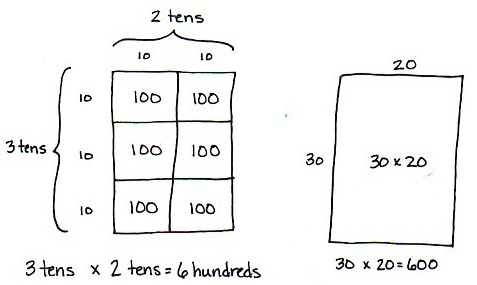 2 tens
10 10
10 100 100
3 tens
10 100 100
10 100 100
3 tens x 2 tens = 6 hundreds
20
30
30 x 20
30 x 20 = 600